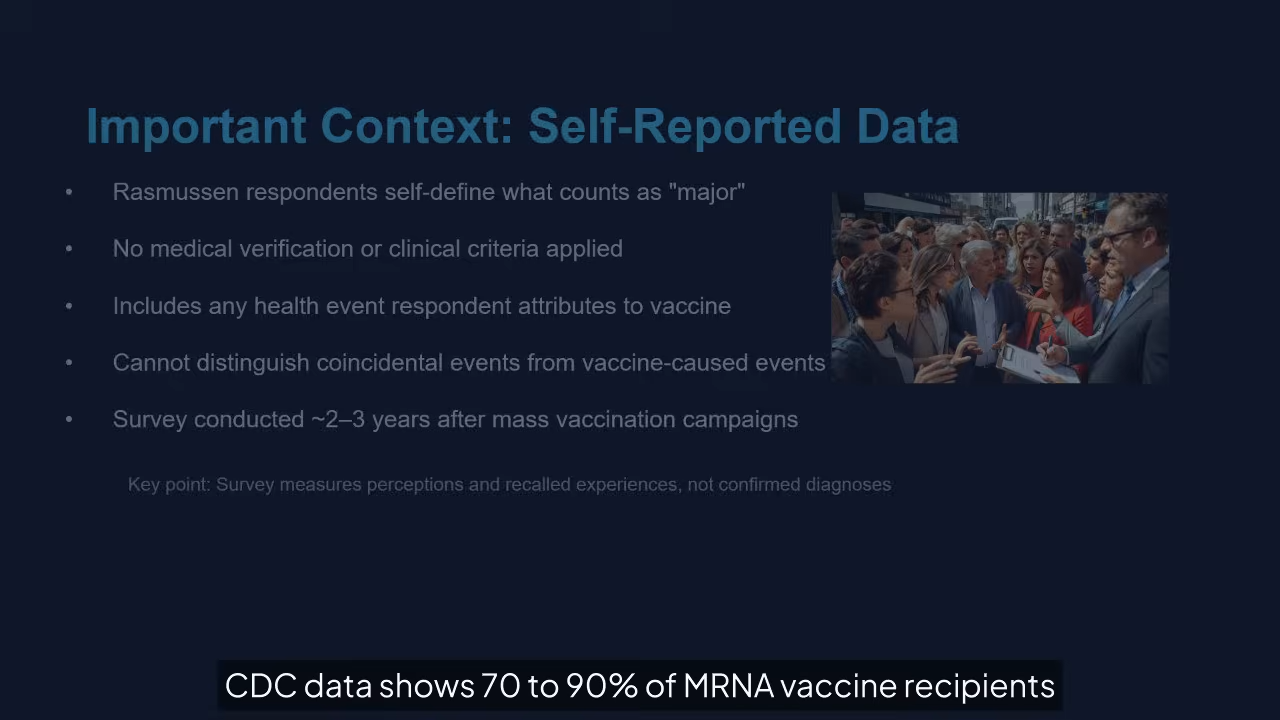 Important Context: Self-Reported Data
• Rasmussen respondents self-define what counts as "major"
• No medical verification or clinical criteria applied
• Includes any health event respondent attributes to vaccine
• Cannot distinguish coincidental events from vaccine-caused events
• Survey conducted ~2–3 years after mass vaccination campaigns
Key point: Survey measures perceptions and recalled experiences, not confirmed diagnoses
CDC data shows 70 to 90% of MRNA vaccine recipients